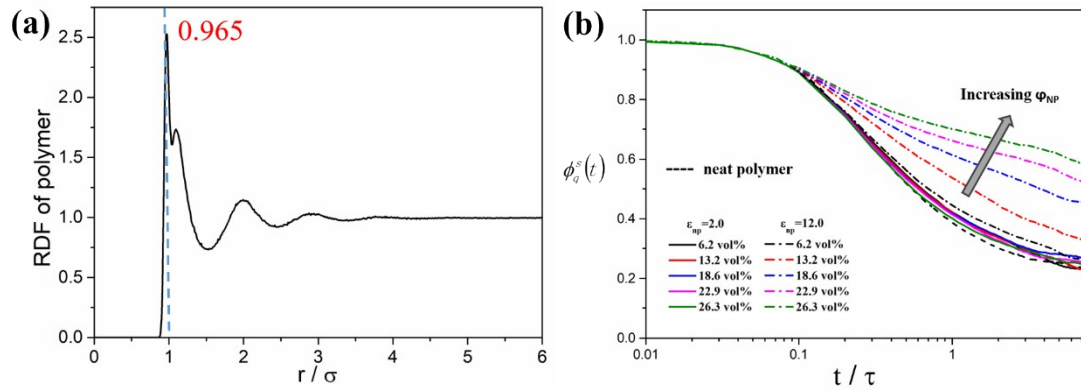 (a)
0.965
RDF of polymer
2.5
2.0
1.5
1.0
0.5
0.0
0 1 2 3 4 5 6
r / σ
(b)
1.0
0.8
0.6
0.4
0.2
0.0
ϕqˢ(t)
Increasing φNP
neat polymer
εnp=2.0 εnp=12.0
6.2 vol% 6.2 vol%
13.2 vol% 13.2 vol%
18.6 vol% 18.6 vol%
22.9 vol% 22.9 vol%
26.3 vol% 26.3 vol%
0.01 0.1 1
t / τ